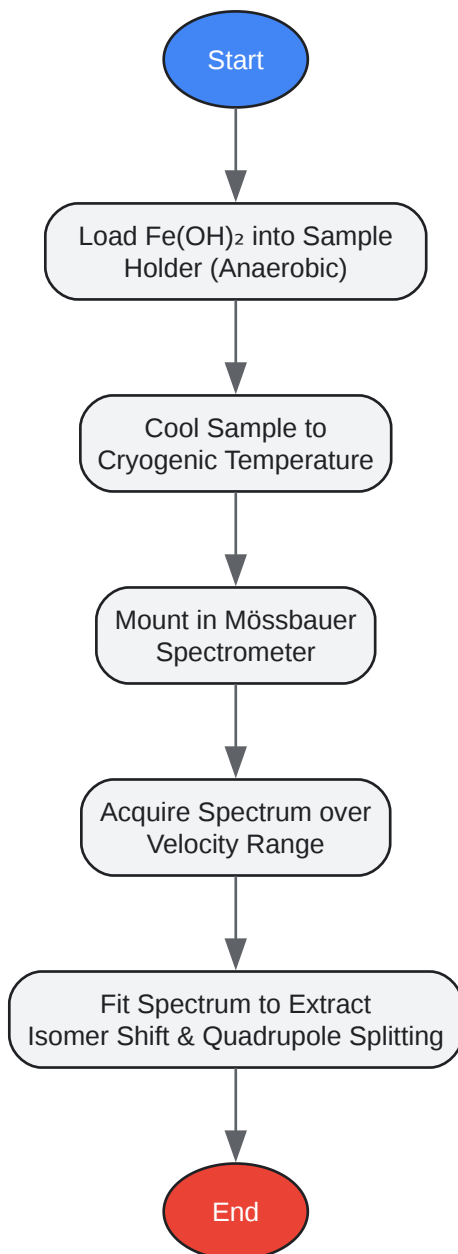 Start
Load Fe(OH)₂ into Sample
Holder (Anaerobic)
Cool Sample to
Cryogenic Temperature
Mount in Mössbauer
Spectrometer
Acquire Spectrum over
Velocity Range
Fit Spectrum to Extract
Isomer Shift & Quadrupole Splitting
End